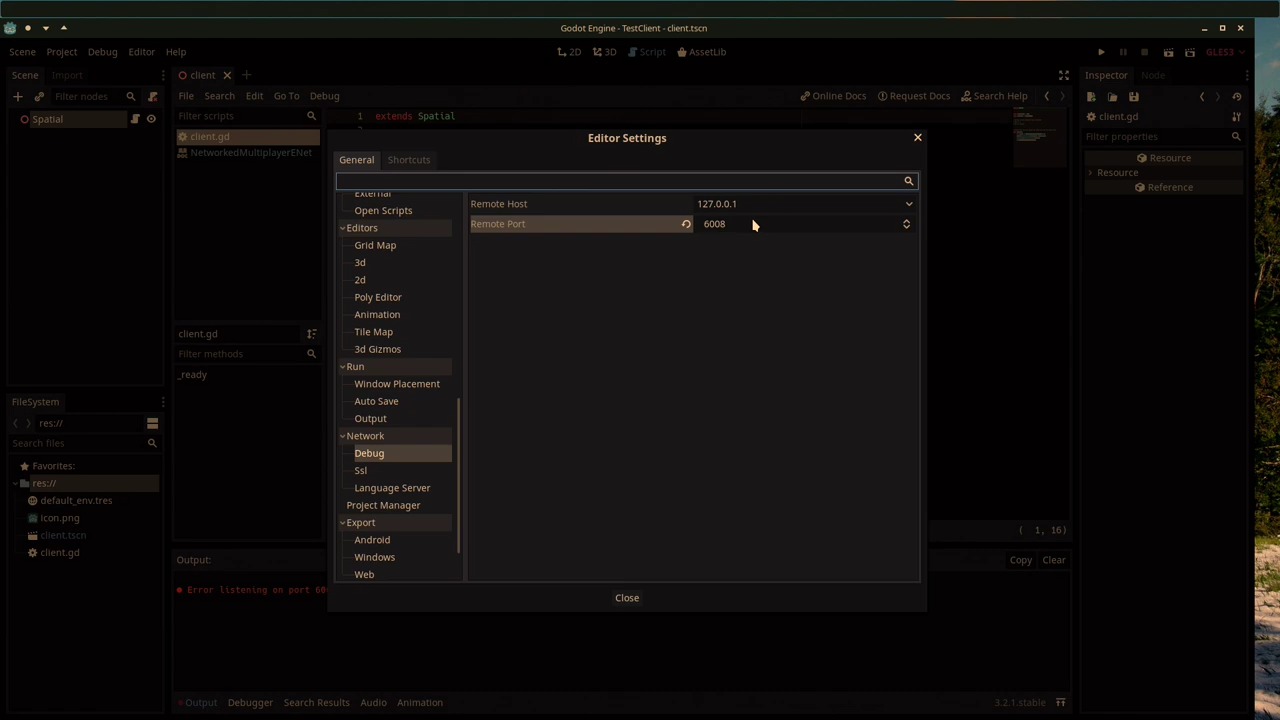 Godot Engine - TestClient - client.tscn
Scene Project Debug Editor Help
2D 3D Script AssetLib
GLES3
Scene Import
Filter nodes
Spatial
client
File Search Edit Go To Debug
Online Docs Request Docs Search Help
Filter scripts
client.gd
NetworkedMultiplayerENet
1 extends Spatial
Inspector Node
client.gd
Filter properties
Resource
Resource
Reference
Editor Settings
General Shortcuts
External
Open Scripts
Editors
Grid Map
3d
2d
Poly Editor
Animation
Tile Map
3d Gizmos
Run
Window Placement
Auto Save
Output
Network
Debug
Ssl
Language Server
Project Manager
Export
Android
Windows
Web
Remote Host 127.0.0.1
Remote Port 6008
Close
client.gd
Filter methods
_ready
FileSystem
res://
Search files
Favorites:
res://
default_env.tres
icon.png
client.tscn
client.gd
( 1, 16)
Output:
Copy Clear
Error listening on port
Output Debugger Search Results Audio Animation
3.2.1.stable